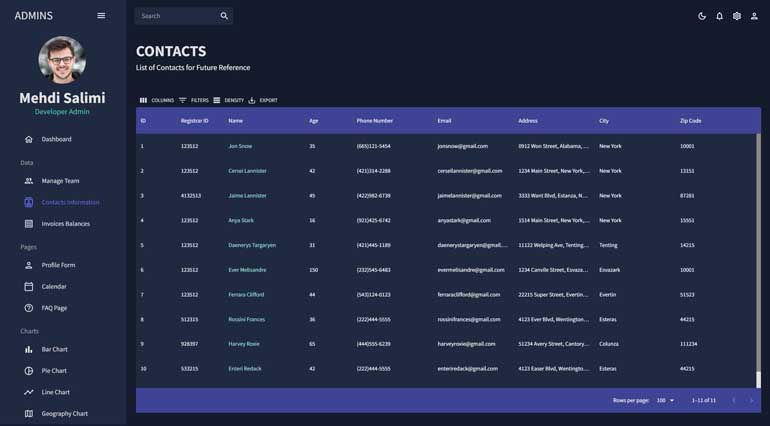 ADMINS
Search
Mehdi Salimi
Developer Admin
Dashboard
Data
Manage Team
Contacts Information
Invoices Balances
Pages
Profile Form
Calendar
FAQ Page
Charts
Bar Chart
Pie Chart
Line Chart
Geography Chart
CONTACTS
List of Contacts for Future Reference
COLUMNS FILTERS DENSITY EXPORT
ID Registrar ID Name Age Phone Number Email Address City Zip Code
1 123512 Jon Snow 35 (665)121-5454 jonsnow@gmail.com 0912 Won Street, Alabama, ... New York 10001
2 123512 Cersei Lannister 42 (421)314-2288 cerseilannister@gmail.com 1234 Main Street, New York,... New York 13151
3 4132513 Jaime Lannister 45 (422)982-6739 jaimelannister@gmail.com 3333 Want Blvd, Estanza, N... New York 87281
4 123512 Anya Stark 16 (921)425-6742 anyastark@gmail.com 1514 Main Street, New York,... New York 15551
5 123512 Daenerys Targaryen 31 (421)445-1189 daenerystargaryen@gmail.... 11122 Welping Ave, Tenting... Tenting 14215
6 123512 Ever Melisandre 150 (232)545-6483 evermelisandre@gmail.com 1234 Canvile Street, Esvaza... Esvazark 10001
7 123512 Ferrara Clifford 44 (543)124-0123 ferraraclifford@gmail.com 22215 Super Street, Evertin... Evertin 51523
8 512315 Rossini Frances 36 (222)444-5555 rossinifrances@gmail.com 4123 Ever Blvd, Wentington... Esteras 44215
9 928397 Harvey Roxie 65 (444)555-6239 harveyroxie@gmail.com 51234 Avery Street, Cantory... Colunza 111234
10 533215 Enteri Redack 42 (222)444-5555 enteriredack@gmail.com 4123 Easer Blvd, Wentingto... Esteras 44215
Rows per page: 100 1–11 of 11